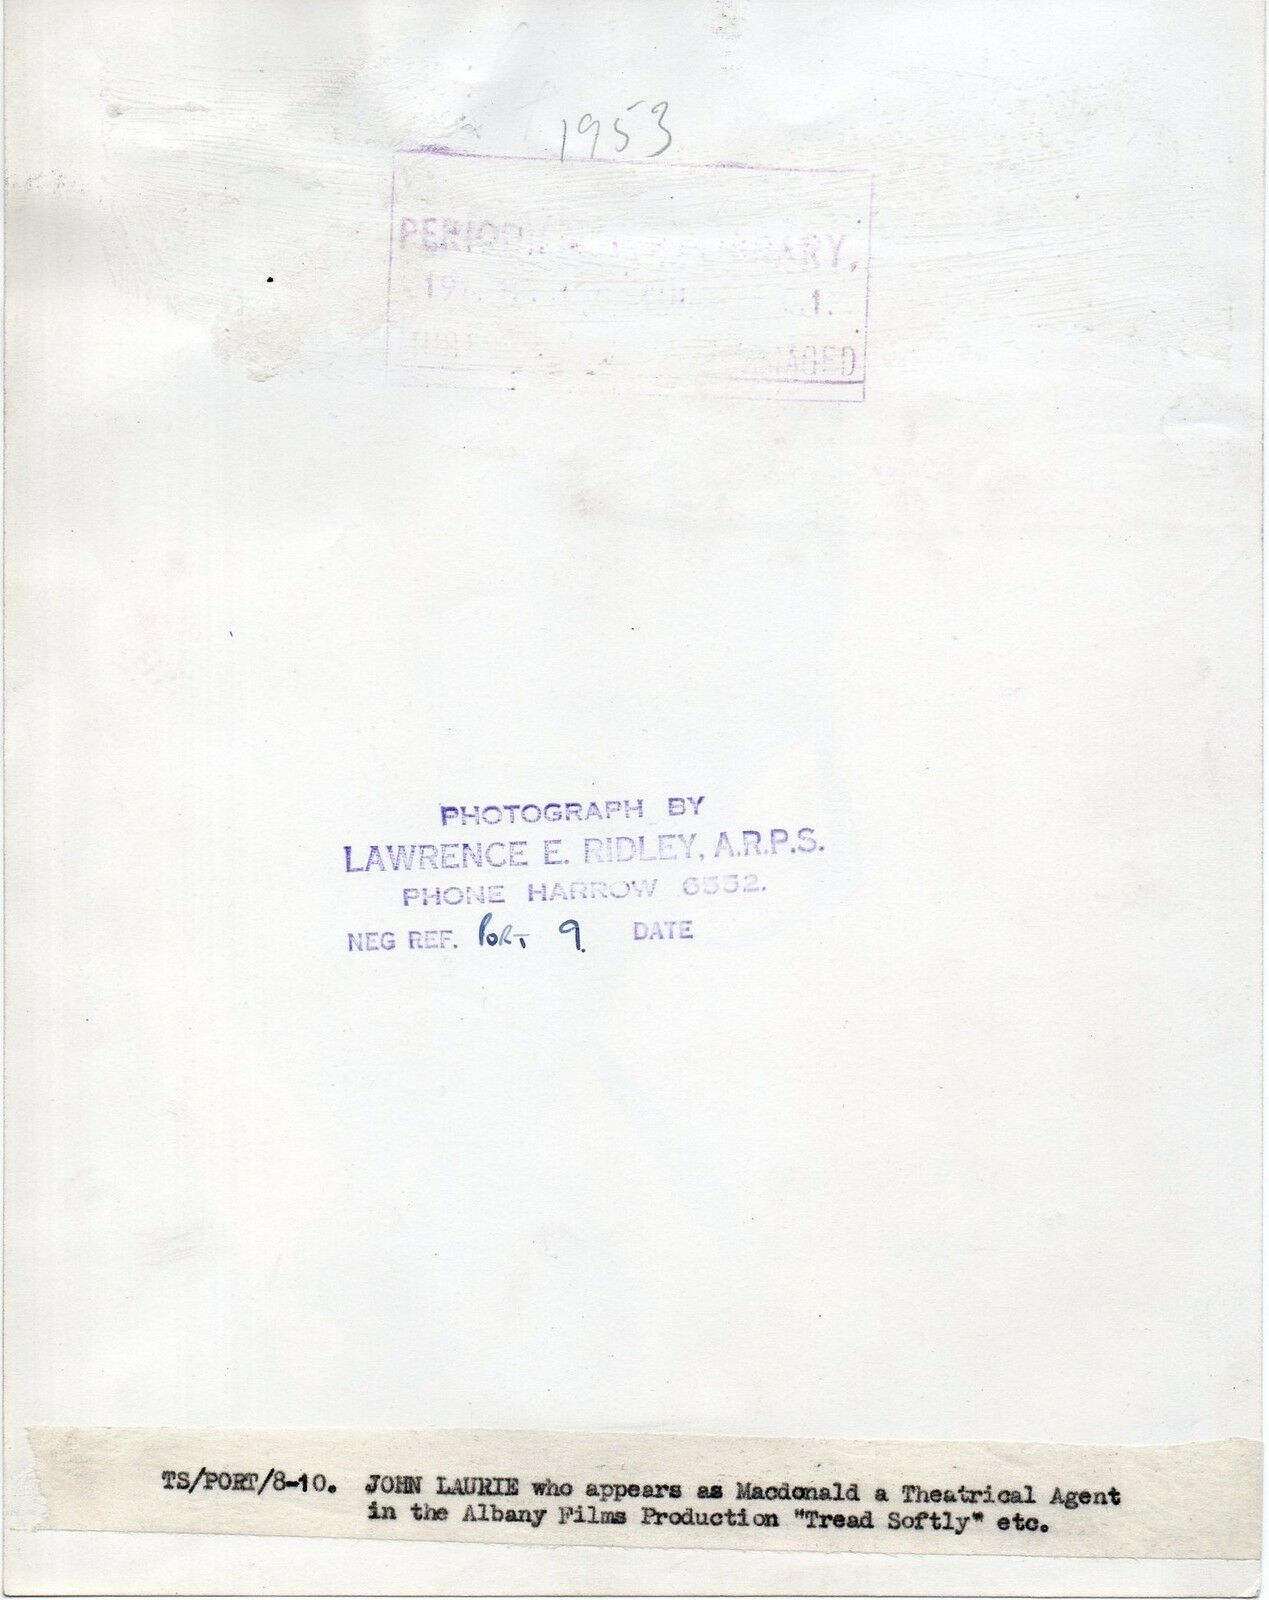 1953
PHOTOGRAPH BY
LAWRENCE E. RIDLEY, A.R.P.S.
PHONE HARROW 6552.
NEG REF. PORT 9. DATE
TS/PORT/8-10. JOHN LAURIE who appears as Macdonald a Theatrical Agent
in the Albany Films Production "Tread Softly" etc.